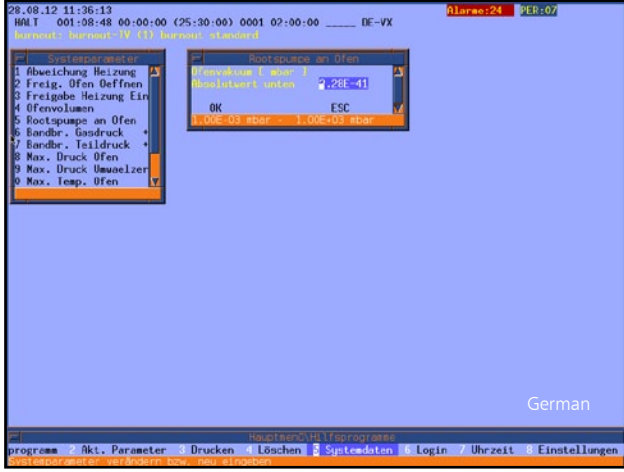 28.08.12 11:36:13
Alarme:24 PER:07
HALT 001:08:48 00:00:00 (25:30:00) 0001 02:00:00 _____ DE-VX
burnout: burnout-TV (1) burnout standard
Systemparameter
1 Abweichung Heizung
2 Freig. Ofen Oeffnen
3 Freigabe Heizung Ein
4 Ofenvolumen
5 Rootspumpe an Ofen
6 Bandbr. Gasdruck +
7 Bandbr. Teildruck +
8 Max. Druck Ofen
9 Max. Druck Umwaelzer
0 Max. Temp. Ofen
Rootspumpe an Ofen
Ofenvakuum [ mbar ]
Absolutwert unten 2.28E-41
OK ESC
1.00E-03 mbar - 1.00E+03 mbar
German
Hauptmenü\Hilfsprogramme
programm 2 Akt. Parameter 3 Drucken 4 Löschen 5 Systemdaten 6 Login 7 Uhrzeit 8 Einstellungen
Systemparameter verändern bzw. neu eingeben